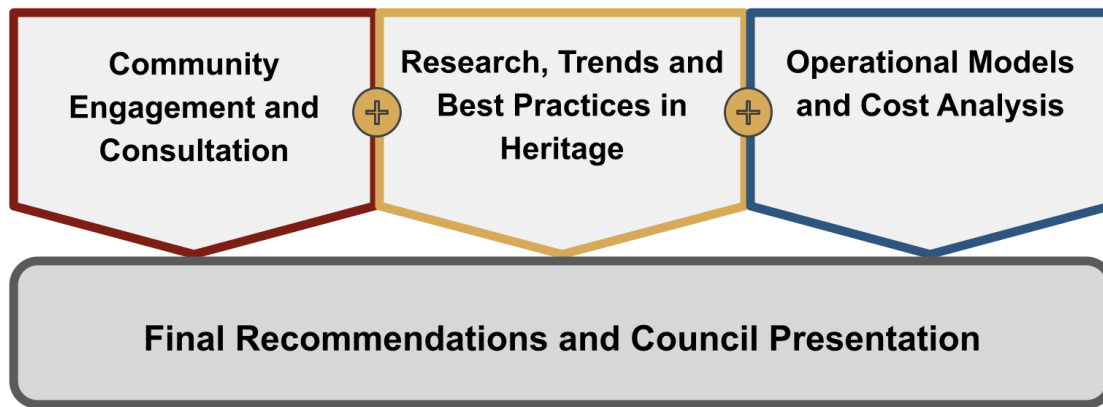 Community
Engagement and
Consultation
Research, Trends and
Best Practices in
Heritage
Operational Models
and Cost Analysis
Final Recommendations and Council Presentation